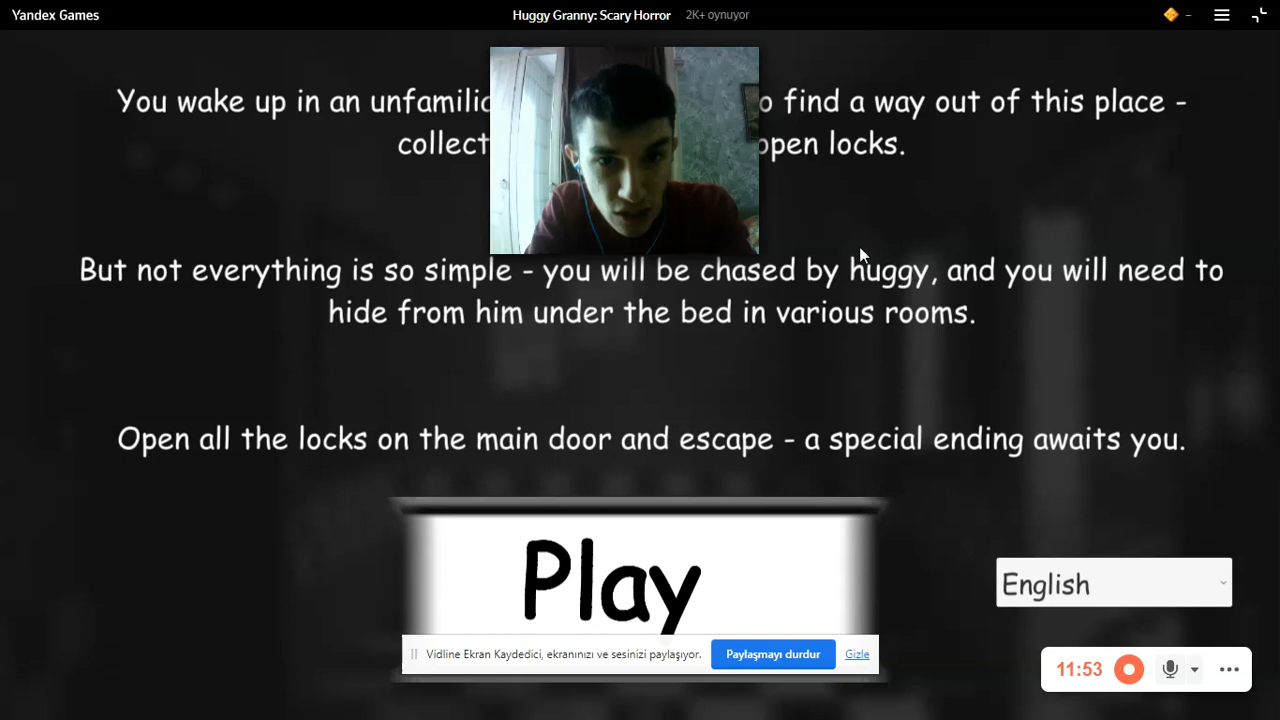 Yandex Games
Huggy Granny: Scary Horror 2K+ oynuyor
You wake up in an find a way out of this place -
collect open locks.
But not everything is so simple - you will be chased by huggy, and you will need to
hide from him under the bed in various rooms.
Open all the locks on the main door and escape - a special ending awaits you.
Play
English
Vidline Ekran Kaydedici, ekranınızı ve sesinizi paylaşıyor. Paylaşmayı durdur Gizle
11:53